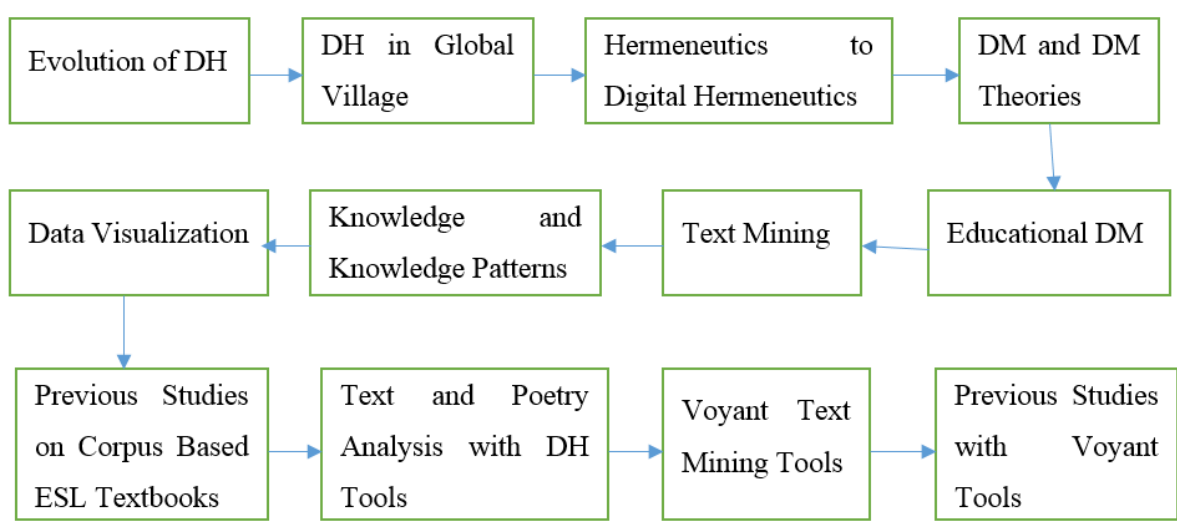 Evolution of DH
DH in Global
Village
Hermeneutics to
Digital Hermeneutics
DM and DM
Theories
Educational DM
Text Mining
Knowledge and
Knowledge Patterns
Data Visualization
Previous Studies
on Corpus Based
ESL Textbooks
Text and Poetry
Analysis with DH
Tools
Voyant Text
Mining Tools
Previous Studies
with Voyant
Tools